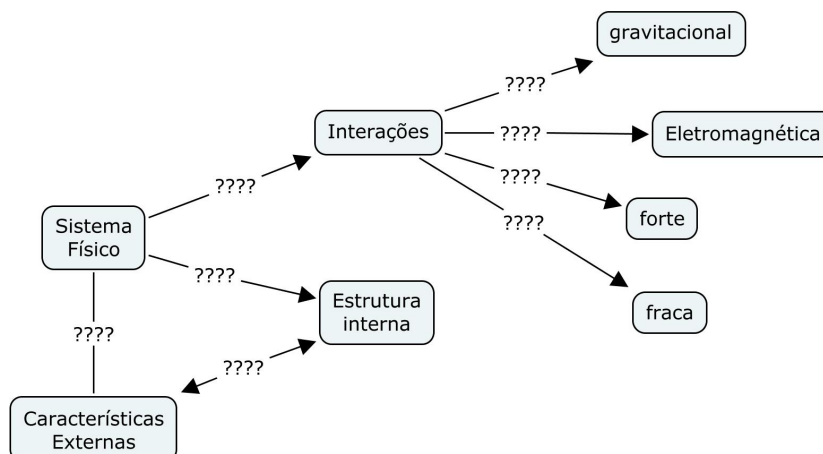 gravitacional
????
Interações
????
Eletromagnética
????
????
forte
????
Sistema
Físico
????
Estrutura
interna
fraca
????
????
Características
Externas